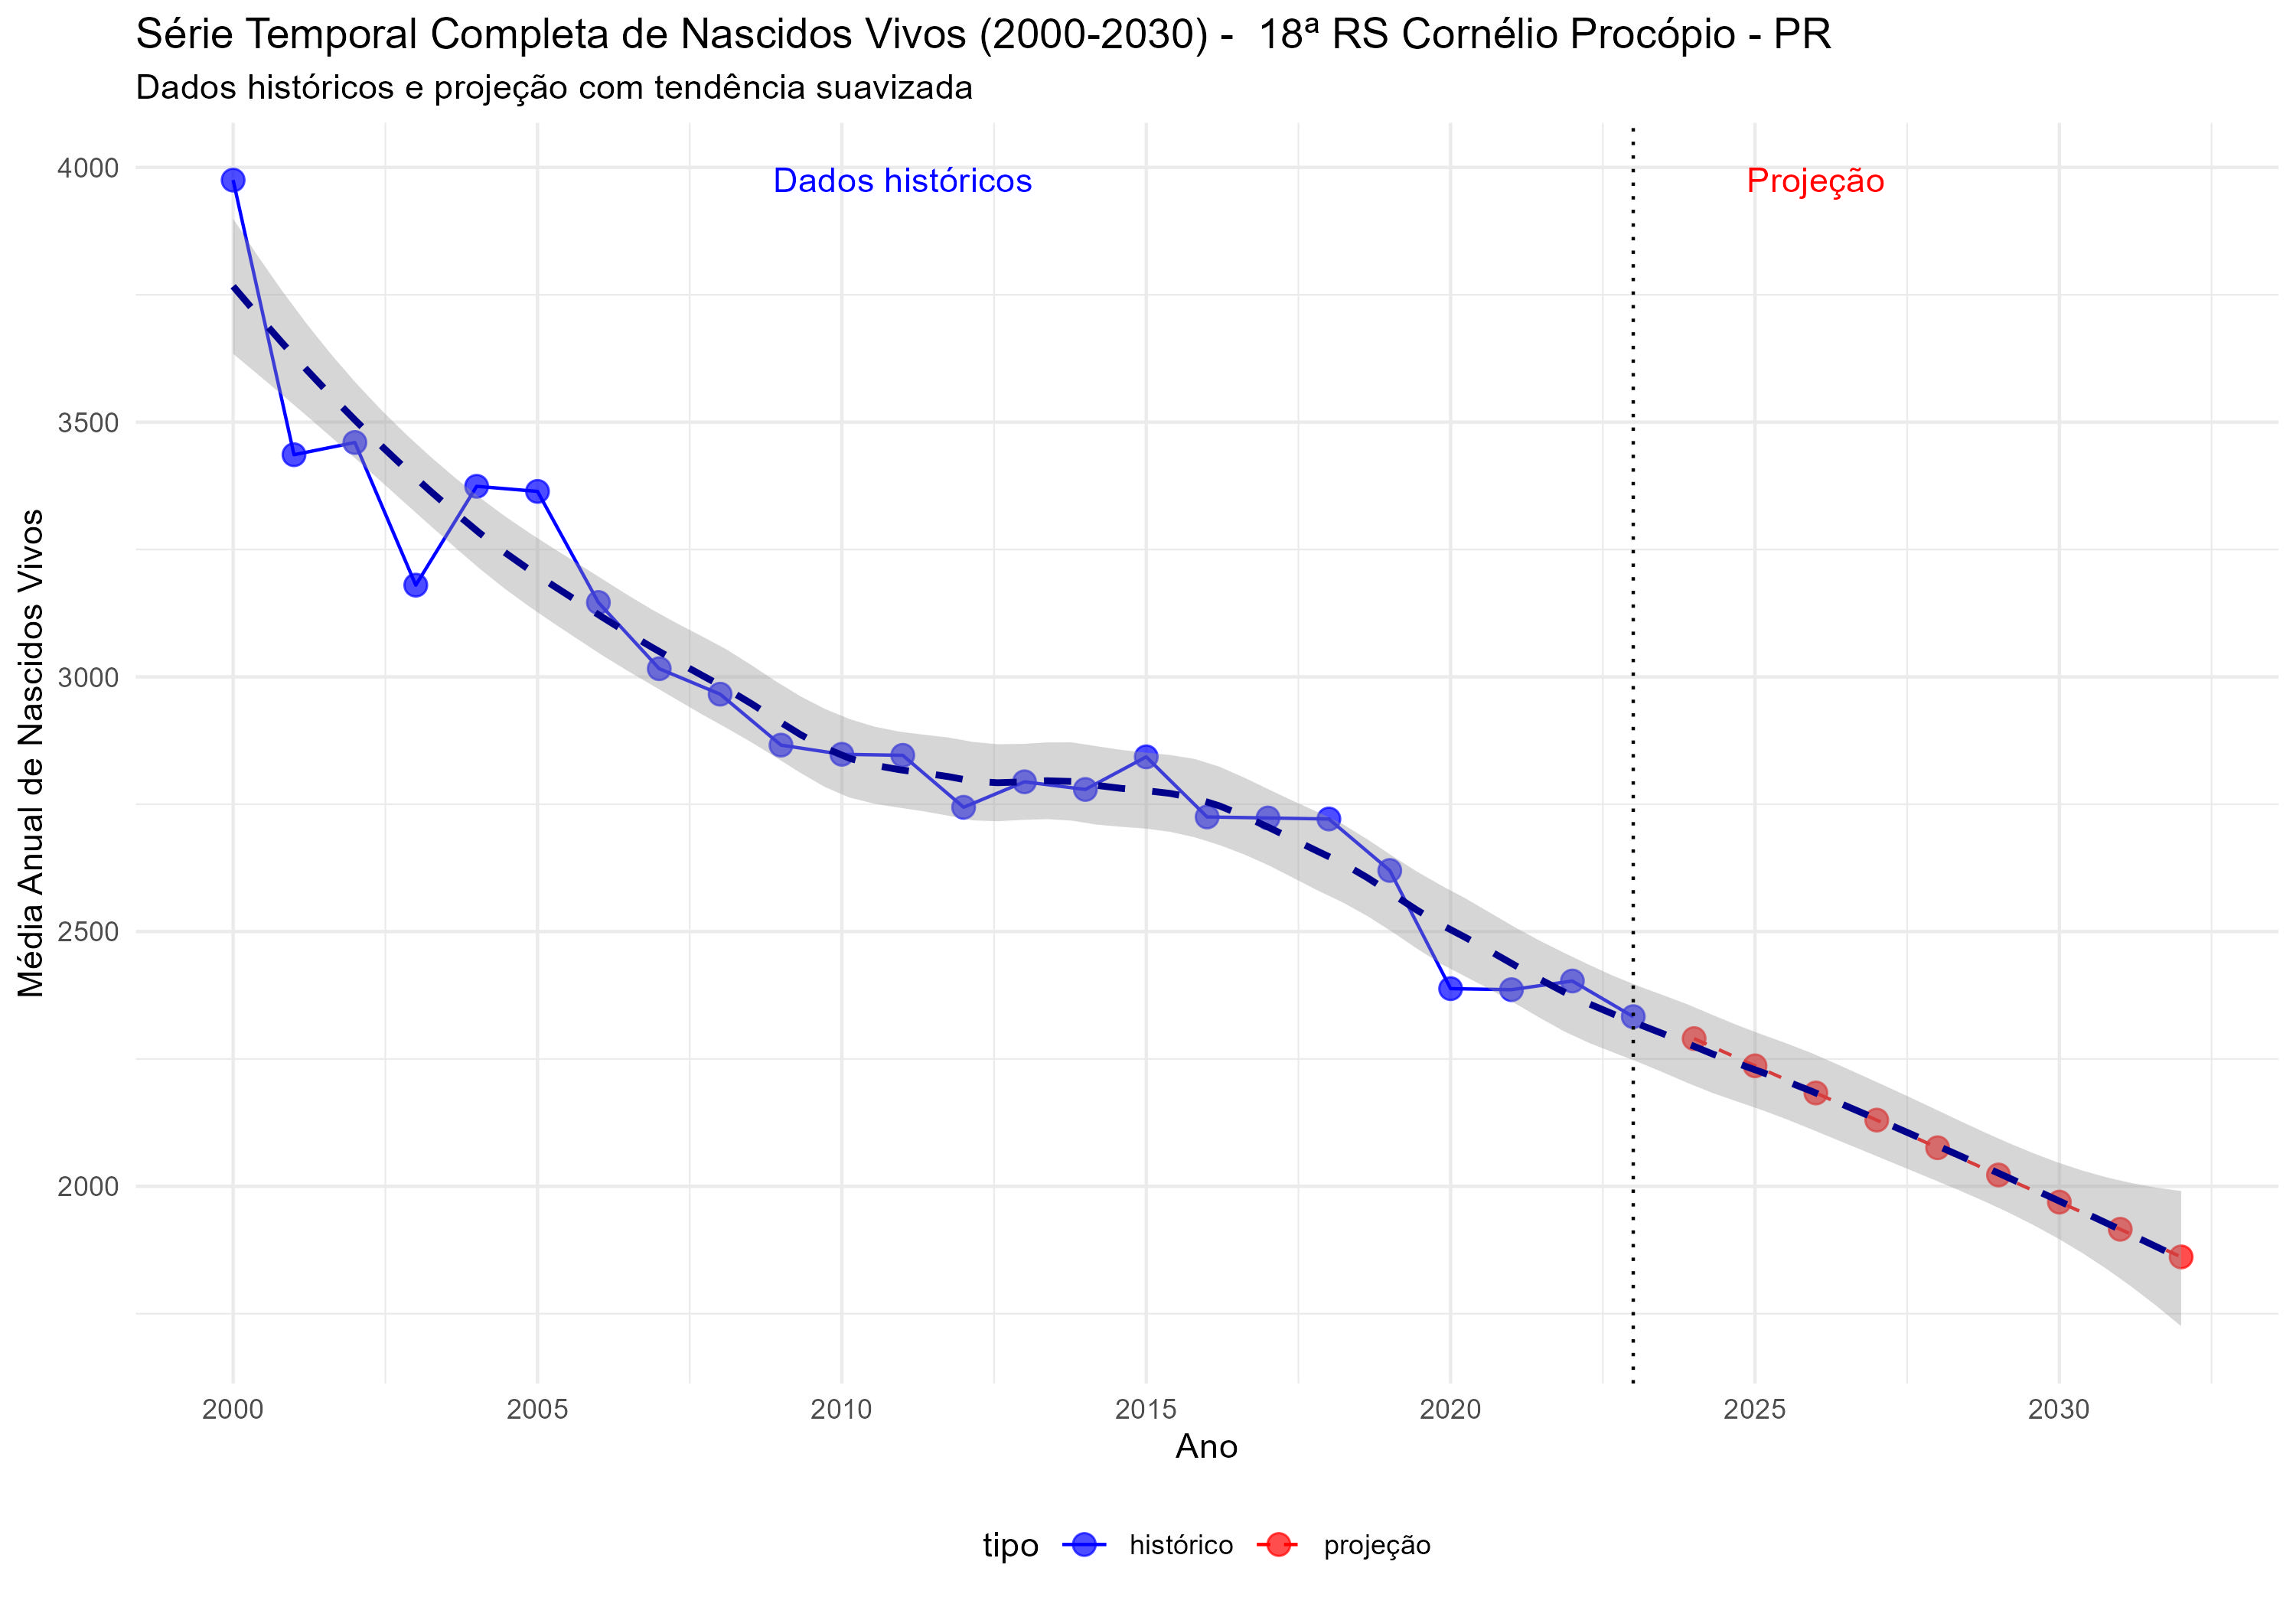 Série Temporal Completa de Nascidos Vivos (2000-2030) -  18ª RS Cornélio Procópio - PR
Dados históricos e projeção com tendência suavizada
Dados históricos
Projeção
Média Anual de Nascidos Vivos
4000
3500
3000
2500
2000
2000 2005 2010 2015 2020 2025 2030
Ano
tipo histórico projeção